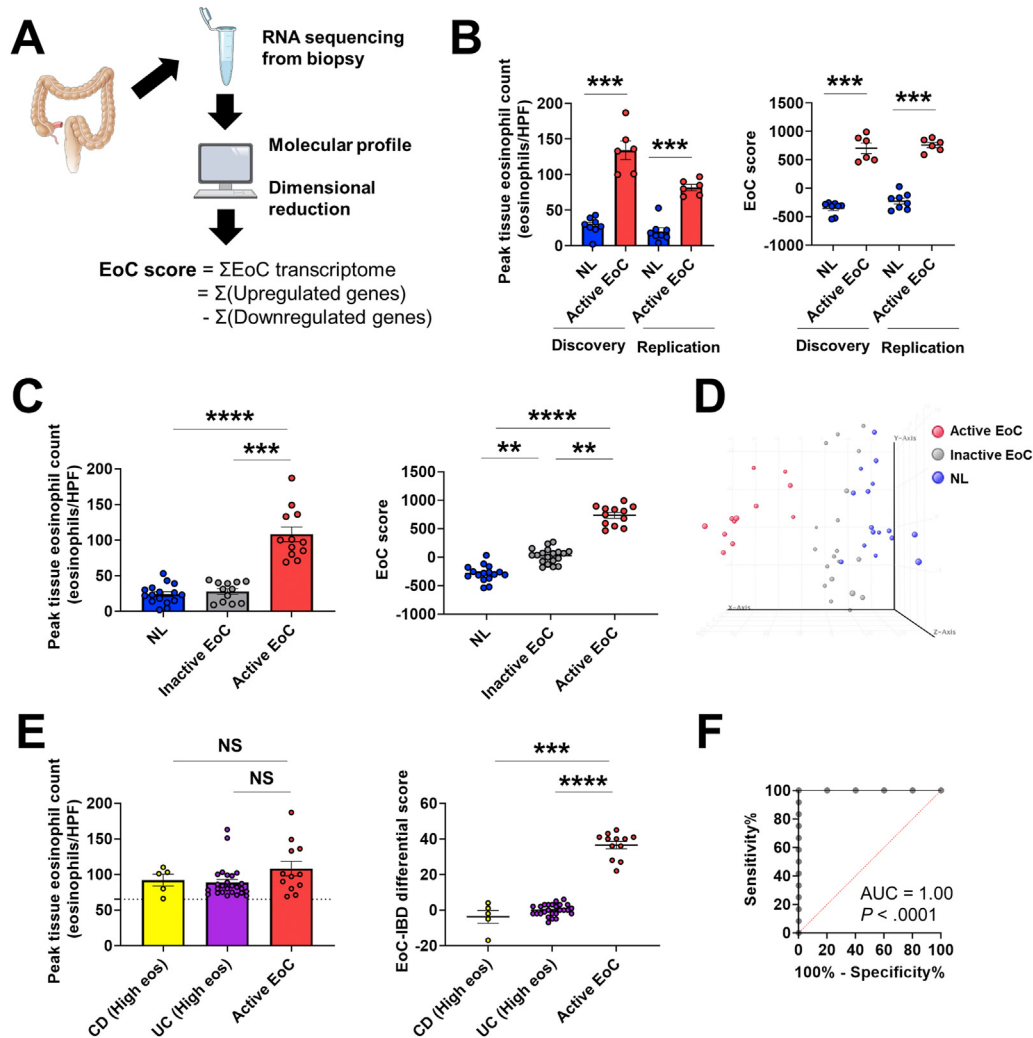 A
RNA sequencing
from biopsy
Molecular profile
Dimensional
reduction
EoC score = ΣEoC transcriptome
= Σ(Upregulated genes)
- Σ(Downregulated genes)
B
Peak tissue eosinophil count
(eosinophils/HPF)
200
150
100
50
0
***
***
NL
Active EoC
NL
Active EoC
Discovery
Replication
EoC score
1500
1000
500
0
-500
-1000
***
***
NL
Active EoC
NL
Active EoC
Discovery
Replication
C
Peak tissue eosinophil count
(eosinophils/HPF)
200
150
100
50
0
****
***
NL
Inactive EoC
Active EoC
EoC score
1500
1000
500
0
-500
-1000
****
**
**
NL
Inactive EoC
Active EoC
D
Active EoC
Inactive EoC
NL
Y-Axis
X-Axis
Z-Axis
E
Peak tissue eosinophil count
(eosinophils/HPF)
200
150
100
50
0
NS
NS
CD (High eos)
UC (High eos)
Active EoC
EoC-IBD differential score
60
40
20
0
-20
***
****
CD (High eos)
UC (High eos)
Active EoC
F
Sensitivity%
100
80
60
40
20
0
AUC = 1.00
P < .0001
0 20 40 60 80 100
100% - Specificity%